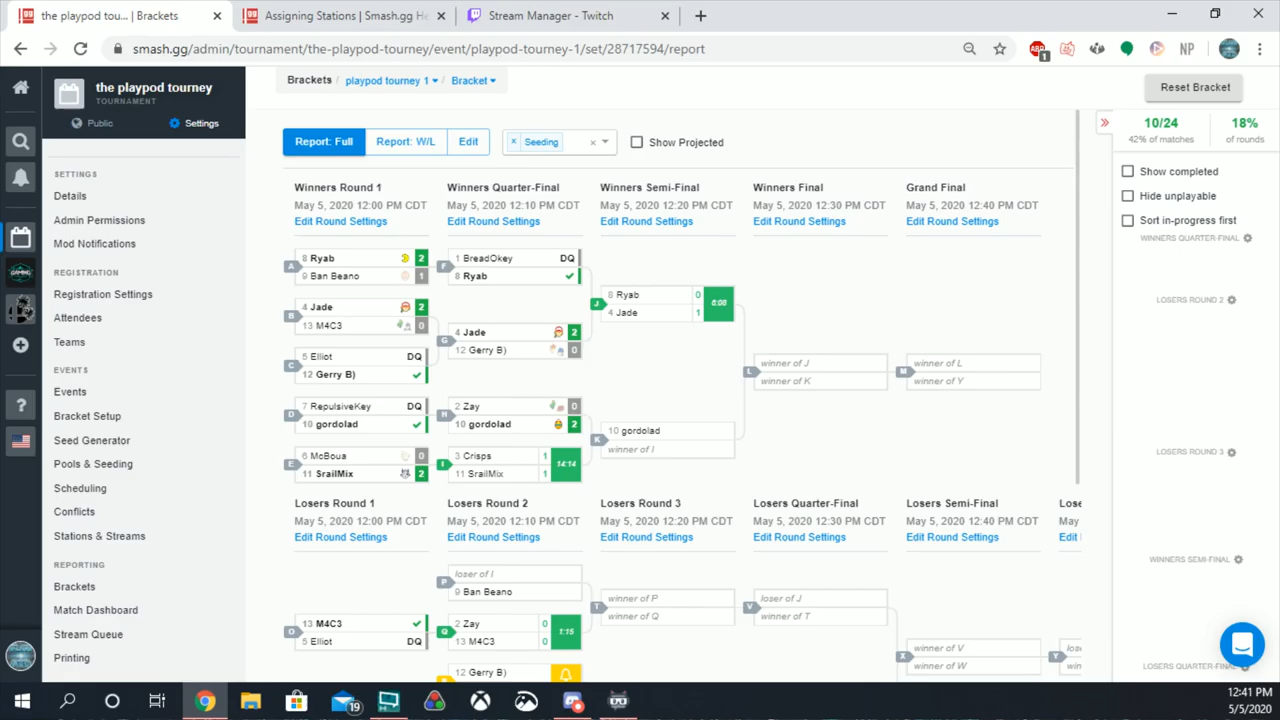 the playpod tou... | Brackets
Assigning Stations | Smash.gg He
Stream Manager - Twitch
smash.gg/admin/tournament/the-playpod-tourney/event/playpod-tourney-1/set/28717594/report
ABP
1
NP
the playpod tourney
TOURNAMENT
Public
Settings
SETTINGS
Details
Admin Permissions
Mod Notifications
REGISTRATION
Registration Settings
Attendees
Teams
EVENTS
Events
Bracket Setup
Seed Generator
Pools & Seeding
Scheduling
Conflicts
Stations & Streams
REPORTING
Brackets
Match Dashboard
Stream Queue
Printing
GAMING
?
Brackets / playpod tourney 1 / Bracket
Reset Bracket
Report: Full Report: W/L Edit × Seeding × Show Projected
Winners Round 1 Winners Quarter-Final Winners Semi-Final Winners Final Grand Final
May 5, 2020 12:00 PM CDT May 5, 2020 12:10 PM CDT May 5, 2020 12:20 PM CDT May 5, 2020 12:30 PM CDT May 5, 2020 12:40 PM CDT
Edit Round Settings Edit Round Settings Edit Round Settings Edit Round Settings Edit Round Settings
A
8 Ryab 2
9 Ban Beano 1
F
1 BreadOkey DQ
8 Ryab
B
4 Jade 2
13 M4C3 0
C
5 Elliot DQ
12 Gerry B)
G
4 Jade 2
12 Gerry B) 0
J
8 Ryab 0
4 Jade 1
6:08
D
7 RepulsiveKey DQ
10 gordolad
H
2 Zay 0
10 gordolad 2
E
6 McBoua 0
11 SrailMix 2
I
3 Crisps 1
11 SrailMix 1
14:14
K
10 gordolad
winner of I
L
winner of J
winner of K
M
winner of L
winner of Y
Losers Round 1 Losers Round 2 Losers Round 3 Losers Quarter-Final Losers Semi-Final Lose
May 5, 2020 12:00 PM CDT May 5, 2020 12:10 PM CDT May 5, 2020 12:20 PM CDT May 5, 2020 12:30 PM CDT May 5, 2020 12:40 PM CDT May
Edit Round Settings Edit Round Settings Edit Round Settings Edit Round Settings Edit Round Settings Edit
P
loser of I
9 Ban Beano
O
13 M4C3
5 Elliot DQ
Q
2 Zay 0
13 M4C3 0
1:15
12 Gerry B)
T
winner of P
winner of Q
V
loser of J
winner of T
X
winner of V
winner of W
Y
lose
win
10/24
42% of matches
18%
of rounds
Show completed
Hide unplayable
Sort in-progress first
WINNERS QUARTER-FINAL
LOSERS ROUND 2
LOSERS ROUND 3
WINNERS SEMI-FINAL
LOSERS QUARTER-FINAL
19
12:41 PM
5/5/2020